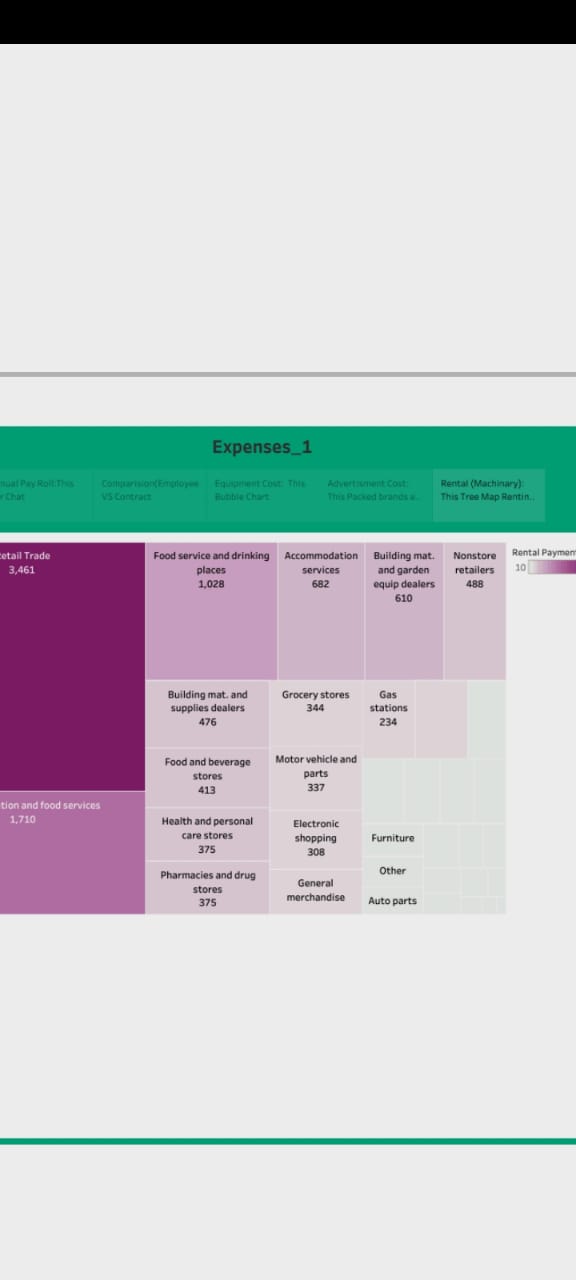 Expenses_1
nual Pay Roll:This
r Chat
Comparision(Employee
VS Contract
Equipment Cost: This
Bubble Chart
Advertisment Cost:
This Packed brands a...
Rental (Machinery):
This Tree Map Rentin..
etail Trade
3,461
Food service and drinking
places
1,028
Accommodation
services
682
Building mat.
and garden
equip dealers
610
Nonstore
retailers
488
Rental Payment
10
Building mat. and
supplies dealers
476
Grocery stores
344
Gas
stations
234
Food and beverage
stores
413
Motor vehicle and
parts
337
tion and food services
1,710
Health and personal
care stores
375
Electronic
shopping
308
Furniture
Other
Auto parts
Pharmacies and drug
stores
375
General
merchandise